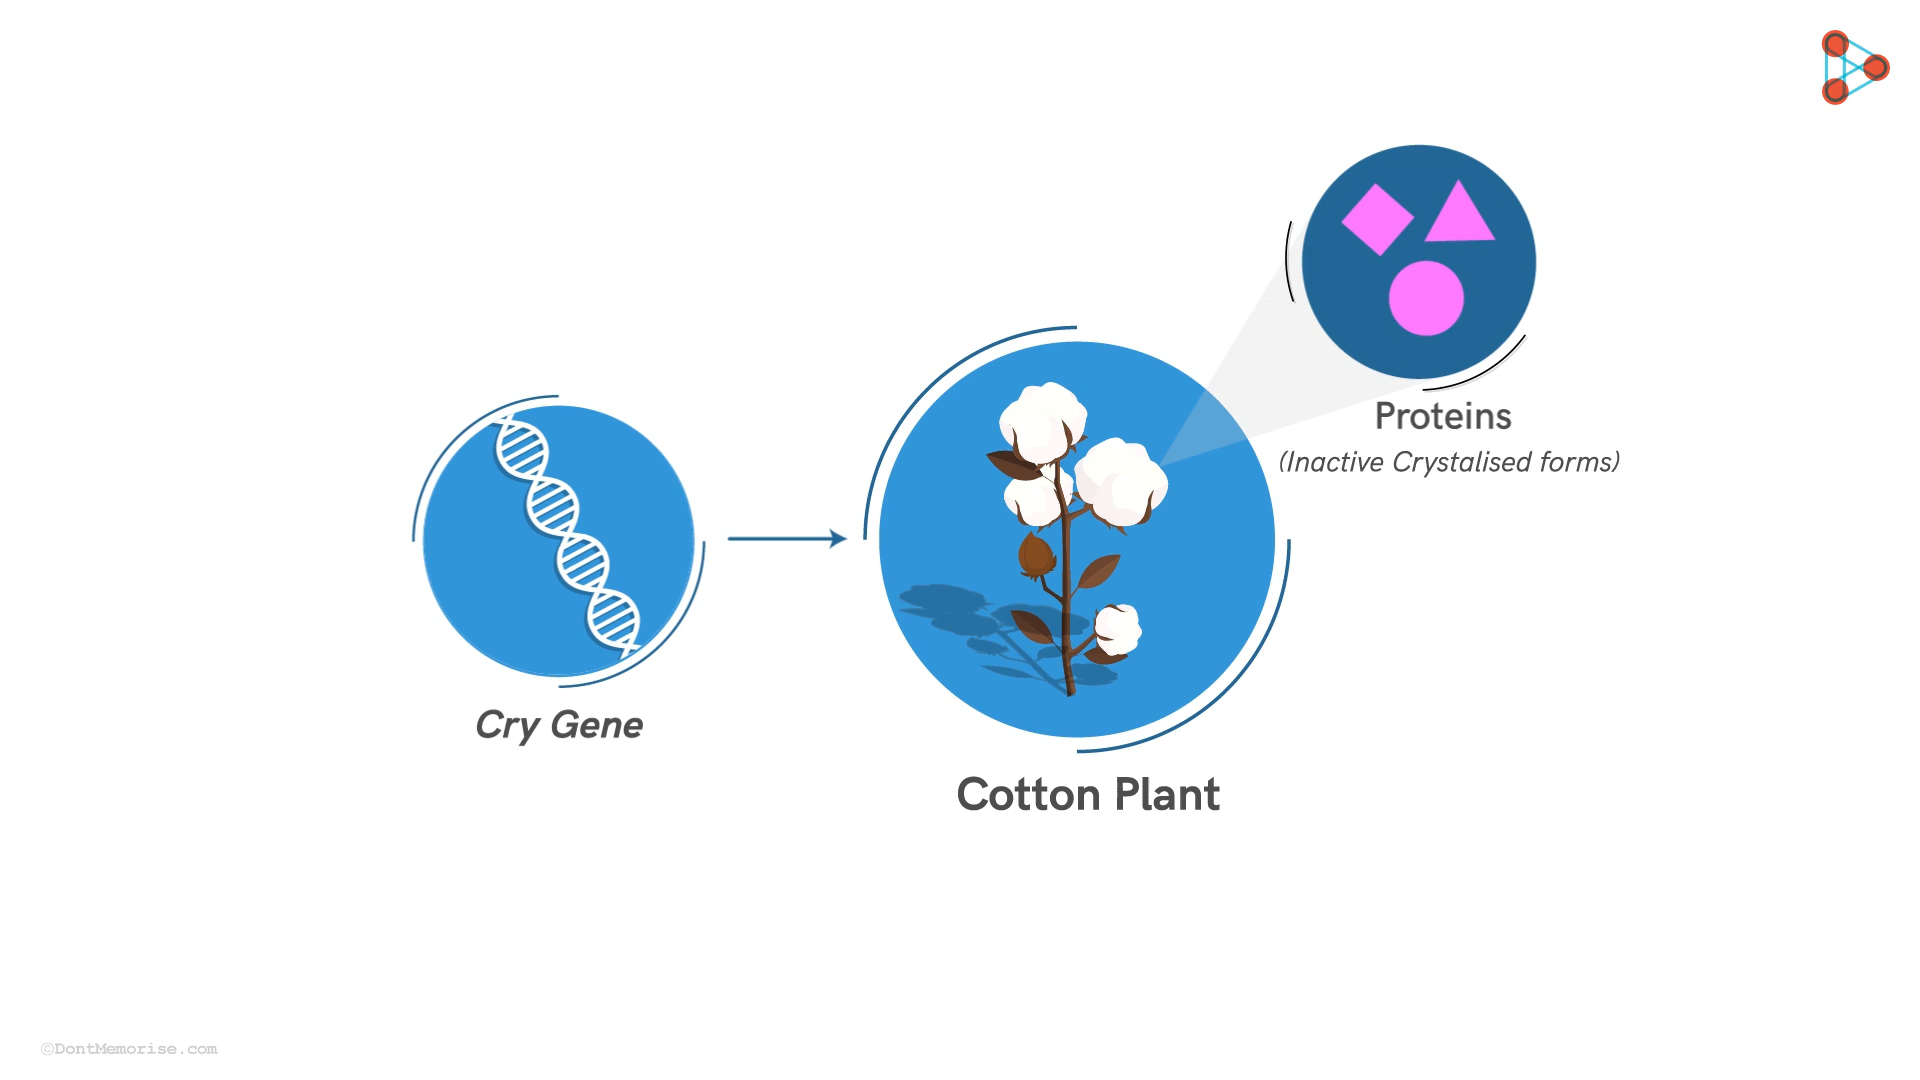 Proteins
(Inactive Crystalised forms)
Cry Gene
Cotton Plant
©DontMemorise.com